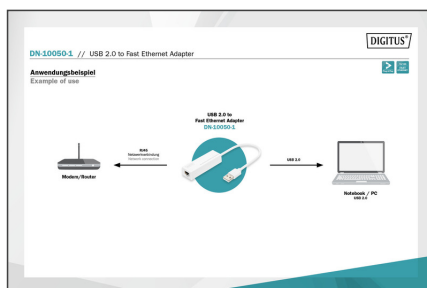 DIGITUS®
DN-10050-1 // USB 2.0 to Fast Ethernet Adapter
Anwendungsbeispiel
Example of use
USB 2.0 to
Fast Ethernet Adapter
DN-10050-1
RJ45
Netzwerkverbindung
Network connection
USB 2.0
Modem/Router
Notebook / PC
USB 2.0